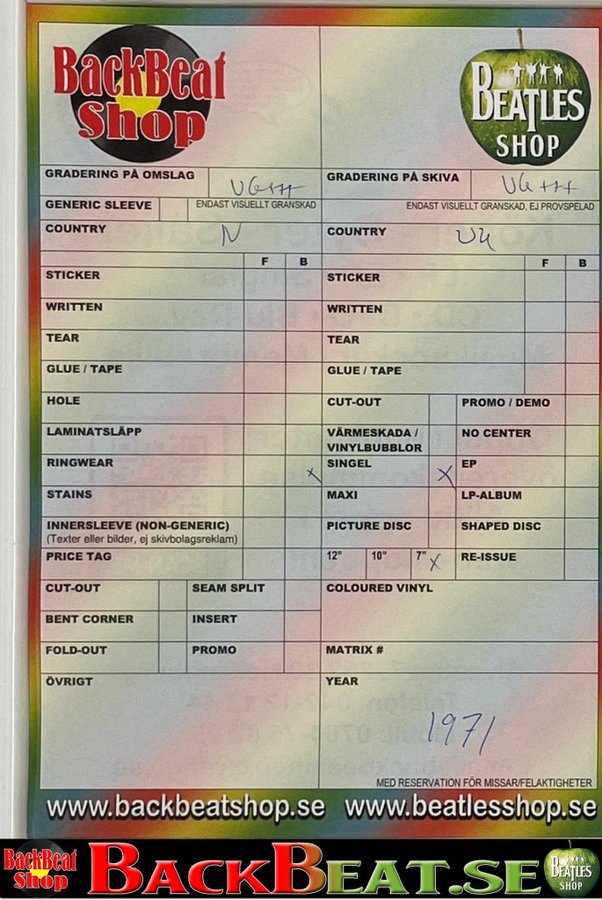 BackBeat
Shop
BEATLES
SHOP
GRADERING PÅ OMSLAG
VG+++
GRADERING PÅ SKIVA
VG+++
GENERIC SLEEVE
ENDAST VISUELLT GRANSKAD
ENDAST VISUELLT GRANSKAD, EJ PROVSPELAD
COUNTRY
N
COUNTRY
UK
F B
F B
STICKER
STICKER
WRITTEN
WRITTEN
TEAR
TEAR
GLUE / TAPE
GLUE / TAPE
HOLE
CUT-OUT
PROMO / DEMO
LAMINATSLÄPP
VÄRMESKADA /
VINYLBUBBLOR
NO CENTER
RINGWEAR
X
SINGEL
X
EP
STAINS
MAXI
LP-ALBUM
INNERSLEEVE (NON-GENERIC)
(Texter eller bilder, ej skivbolagsreklam)
PICTURE DISC
SHAPED DISC
PRICE TAG
12" 10" 7" X
RE-ISSUE
CUT-OUT
SEAM SPLIT
COLOURED VINYL
BENT CORNER
INSERT
FOLD-OUT
PROMO
MATRIX #
ÖVRIGT
YEAR
1971
MED RESERVATION FÖR MISSAR/FELAKTIGHETER
www.backbeatshop.se www.beatlesshop.se
BackBeat
Shop
BACKBEAT.SE
BEATLES
SHOP